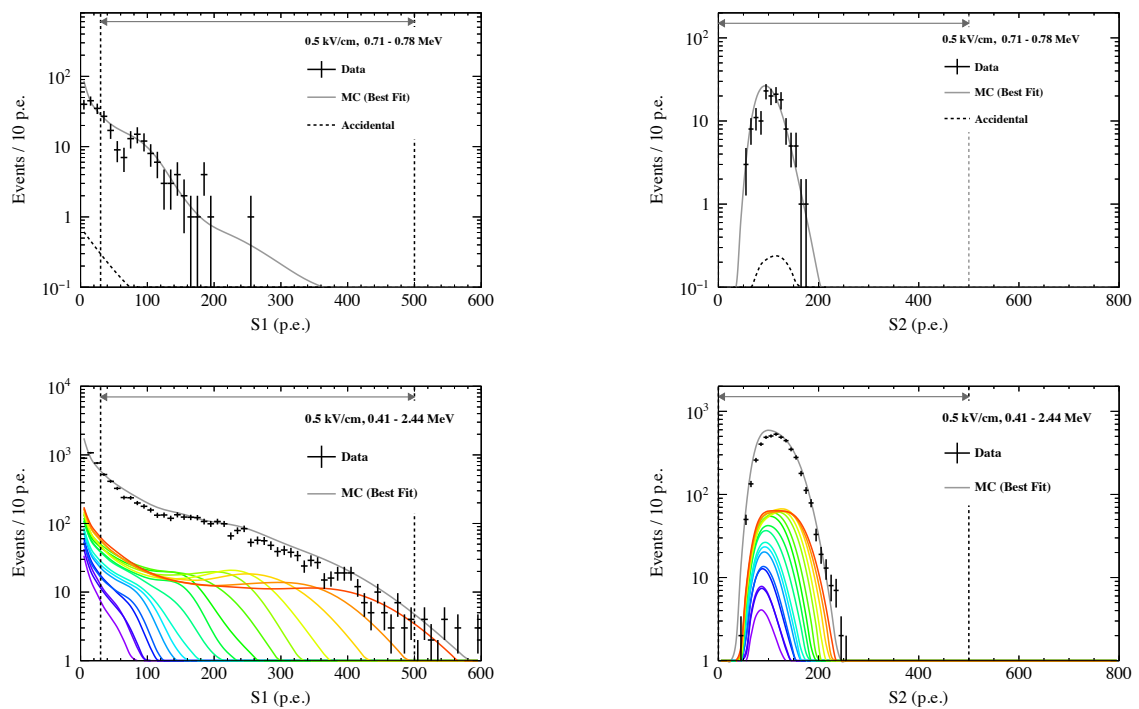 0.5 kV/cm, 0.71 - 0.78 MeV
Data
MC (Best Fit)
Accidental
Events / 10 p.e.
10²
10
1
10⁻¹
0 100 200 300 400 500 600
S1 (p.e.)
0.5 kV/cm, 0.71 - 0.78 MeV
Data
MC (Best Fit)
Accidental
Events / 10 p.e.
10²
10
1
10⁻¹
0 200 400 600 800
S2 (p.e.)
0.5 kV/cm, 0.41 - 2.44 MeV
Data
MC (Best Fit)
Events / 10 p.e.
10⁴
10³
10²
10
1
0 100 200 300 400 500 600
S1 (p.e.)
0.5 kV/cm, 0.41 - 2.44 MeV
Data
MC (Best Fit)
Events / 10 p.e.
10³
10²
10
1
0 200 400 600 800
S2 (p.e.)